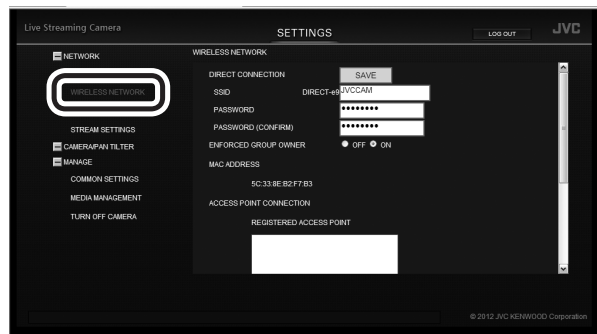 Live Streaming Camera
SETTINGS
LOG OUT
JVC
NETWORK
WIRELESS NETWORK
STREAM SETTINGS
CAMERA/PAN TILTER
MANAGE
COMMON SETTINGS
MEDIA MANAGEMENT
TURN OFF CAMERA
WIRELESS NETWORK
DIRECT CONNECTION SAVE
SSID DIRECT-e9 JVCCAM
PASSWORD ••••••••
PASSWORD (CONFIRM) ••••••••
ENFORCED GROUP OWNER OFF ON
MAC ADDRESS
5C:33:8E:B2:F7:B3
ACCESS POINT CONNECTION
REGISTERED ACCESS POINT
© 2012 JVC KENWOOD Corporation